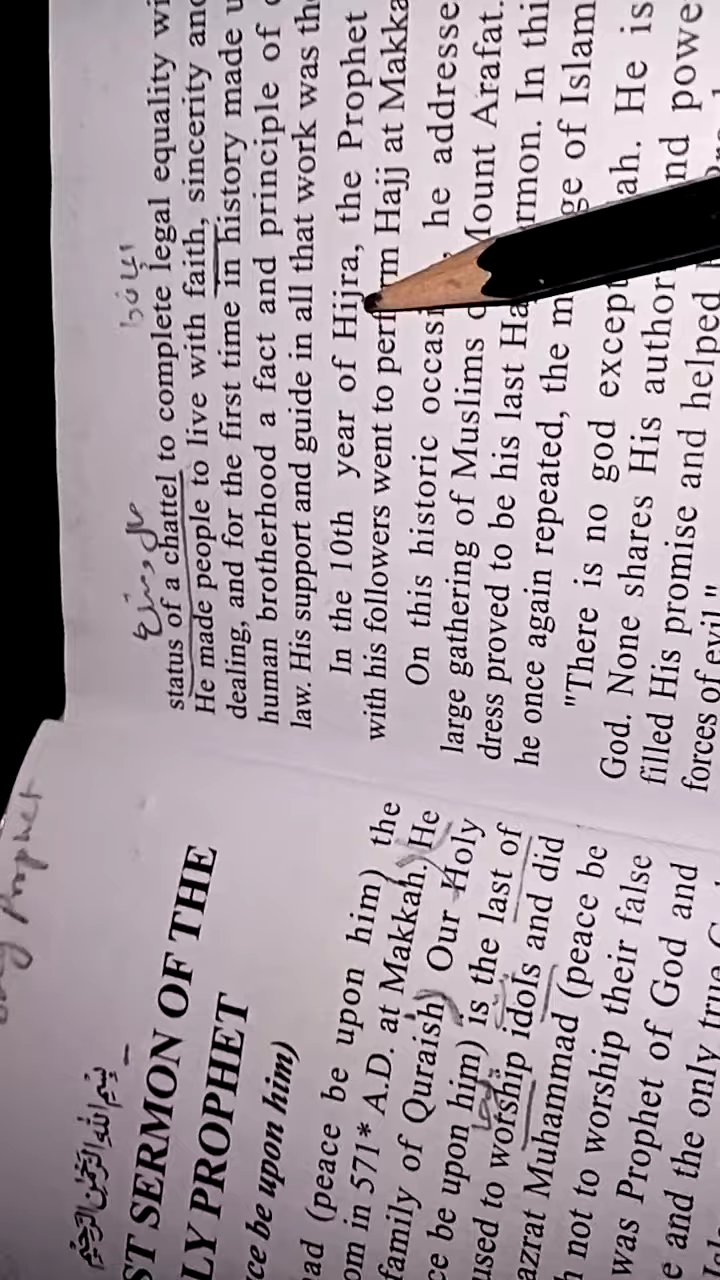 Prophet
بسم الله الرحمن الرحيم
ST SERMON OF THE
LY PROPHET
ce be upon him)
ad (peace be upon him) the
om in 571* A.D. at Makkah. He
family of Quraish) Our Holy
ce be upon him) is the last of
used to worship idols and did
azrat Muhammad (peace be
h not to worship their false
was Prophet of God and
e and the only true
مال و متاع
status of a chattel to complete legal equality wi
He made people to live with faith, sincerity and
dealing, and for the first time in history made u
human brotherhood a fact and principle of
law. His support and guide in all that work was the
In the 10th year of Hijra, the Prophet
with his followers went to perform Hajj at Makka
On this historic occas he addresse
large gathering of Muslims Mount Arafat.
dress proved to be his last Ha rmon. In thi
he once again repeated, the m ge of Islam
"There is no god except ah. He is
God. None shares His author nd powe
filled His promise and helped
forces of evil."